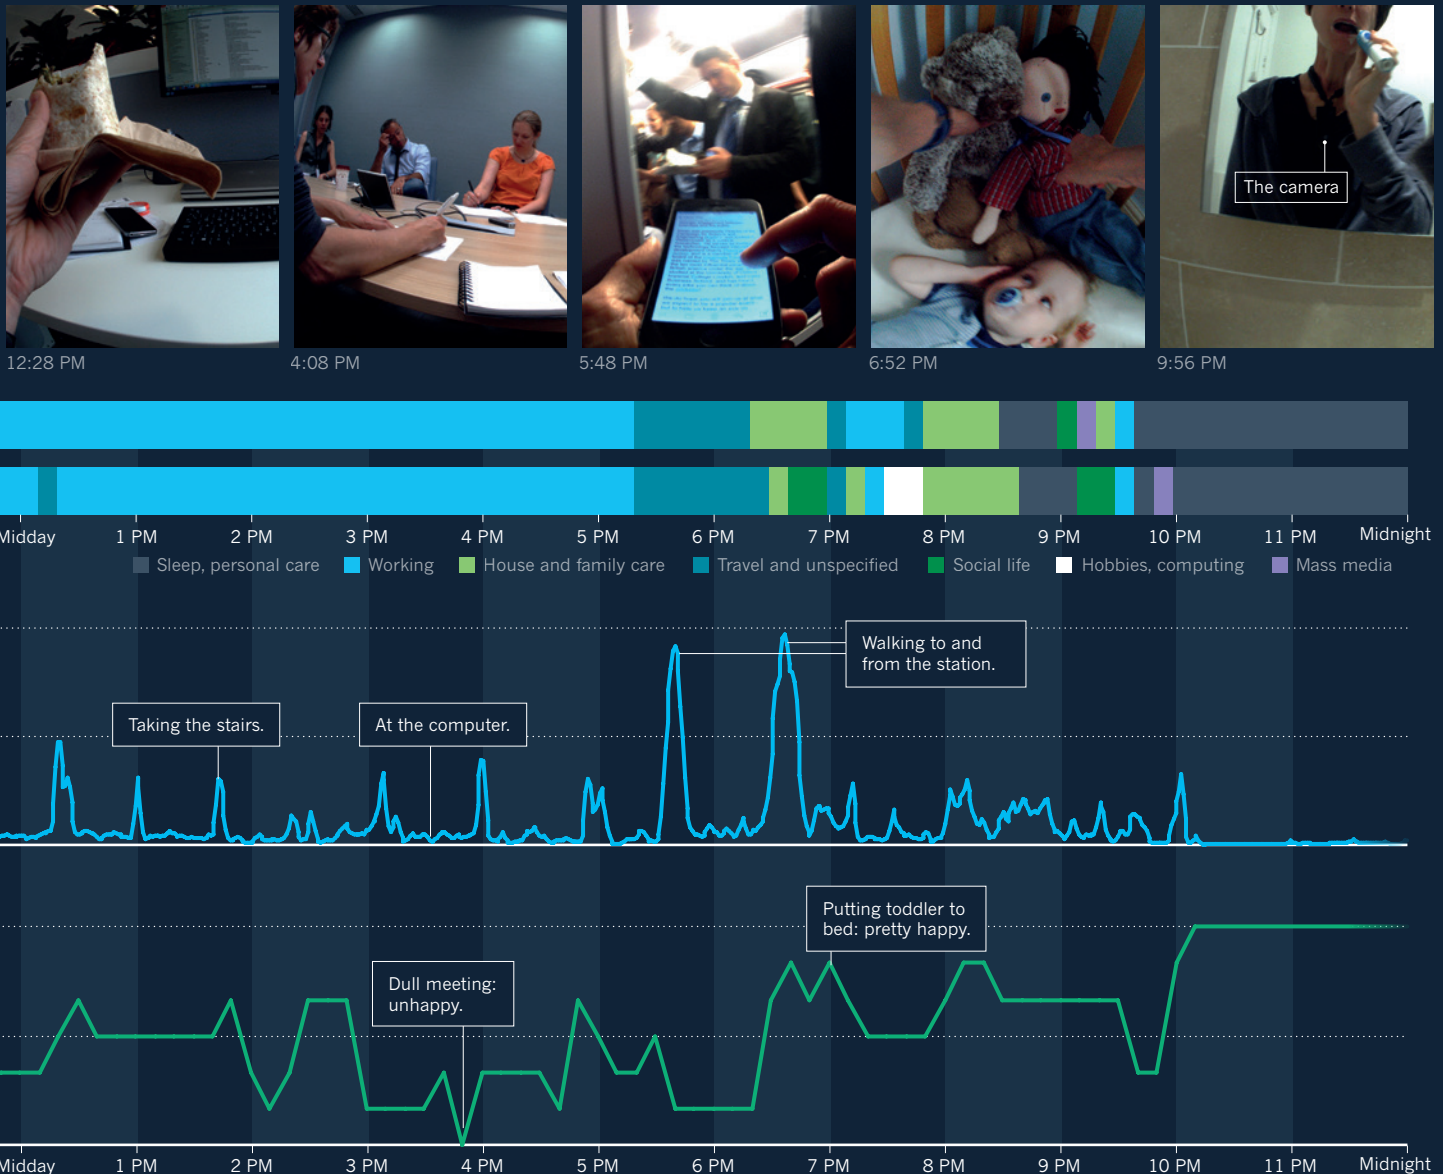 The camera
12:28 PM
4:08 PM
5:48 PM
6:52 PM
9:56 PM
Midday
1 PM
2 PM
3 PM
4 PM
5 PM
6 PM
7 PM
8 PM
9 PM
10 PM
11 PM
Midnight
Sleep, personal care
Working
House and family care
Travel and unspecified
Social life
Hobbies, computing
Mass media
Walking to and
from the station.
Taking the stairs.
At the computer.
Putting toddler to
bed: pretty happy.
Dull meeting:
unhappy.
Midday
1 PM
2 PM
3 PM
4 PM
5 PM
6 PM
7 PM
8 PM
9 PM
10 PM
11 PM
Midnight